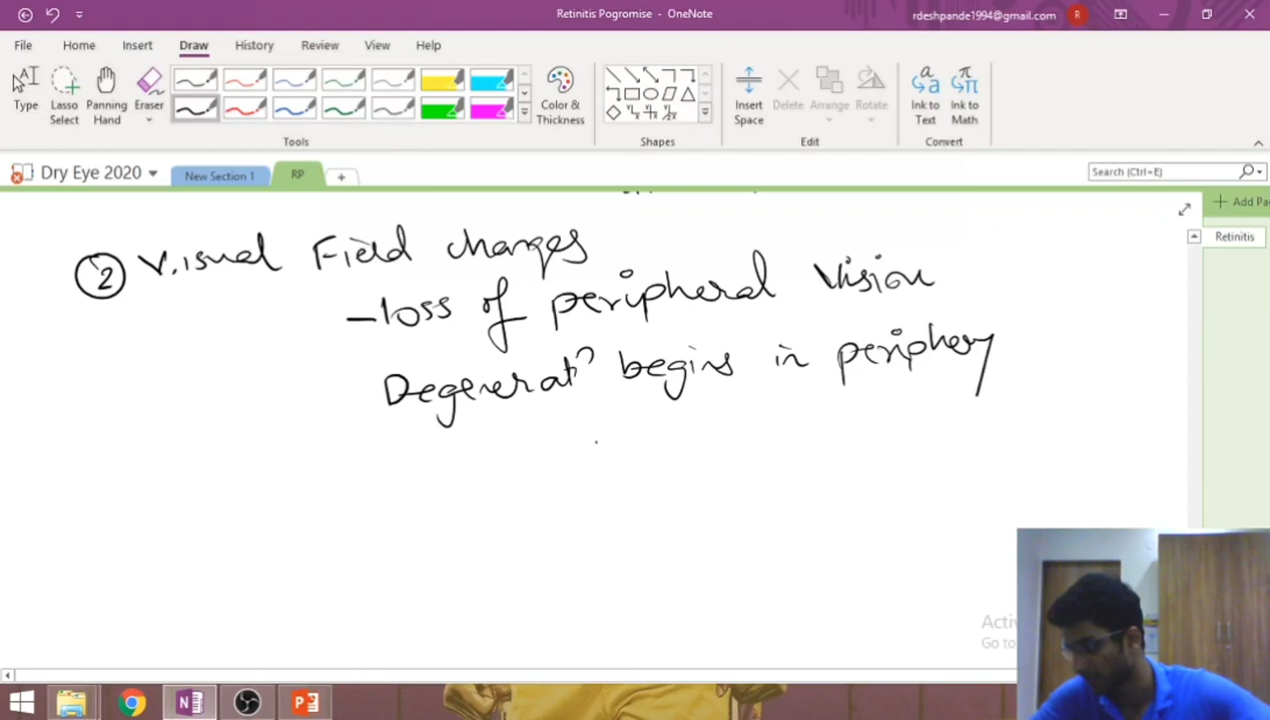 Retinitis Pogromise - OneNote
rdeshpande1994@gmail.com R
File Home Insert Draw History Review View Help
Type Lasso Select Panning Hand Eraser Color & Thickness Insert Space Delete Arrange Rotate Ink to Text Ink to Math
Tools Shapes Edit Convert
Dry Eye 2020 New Section 1 RP + Search (Ctrl+E)
+ Add Pa
Retinitis
② Visual Field changes
- loss of peripheral vision
Degenerat^n begins in periphery
Activ
Go to